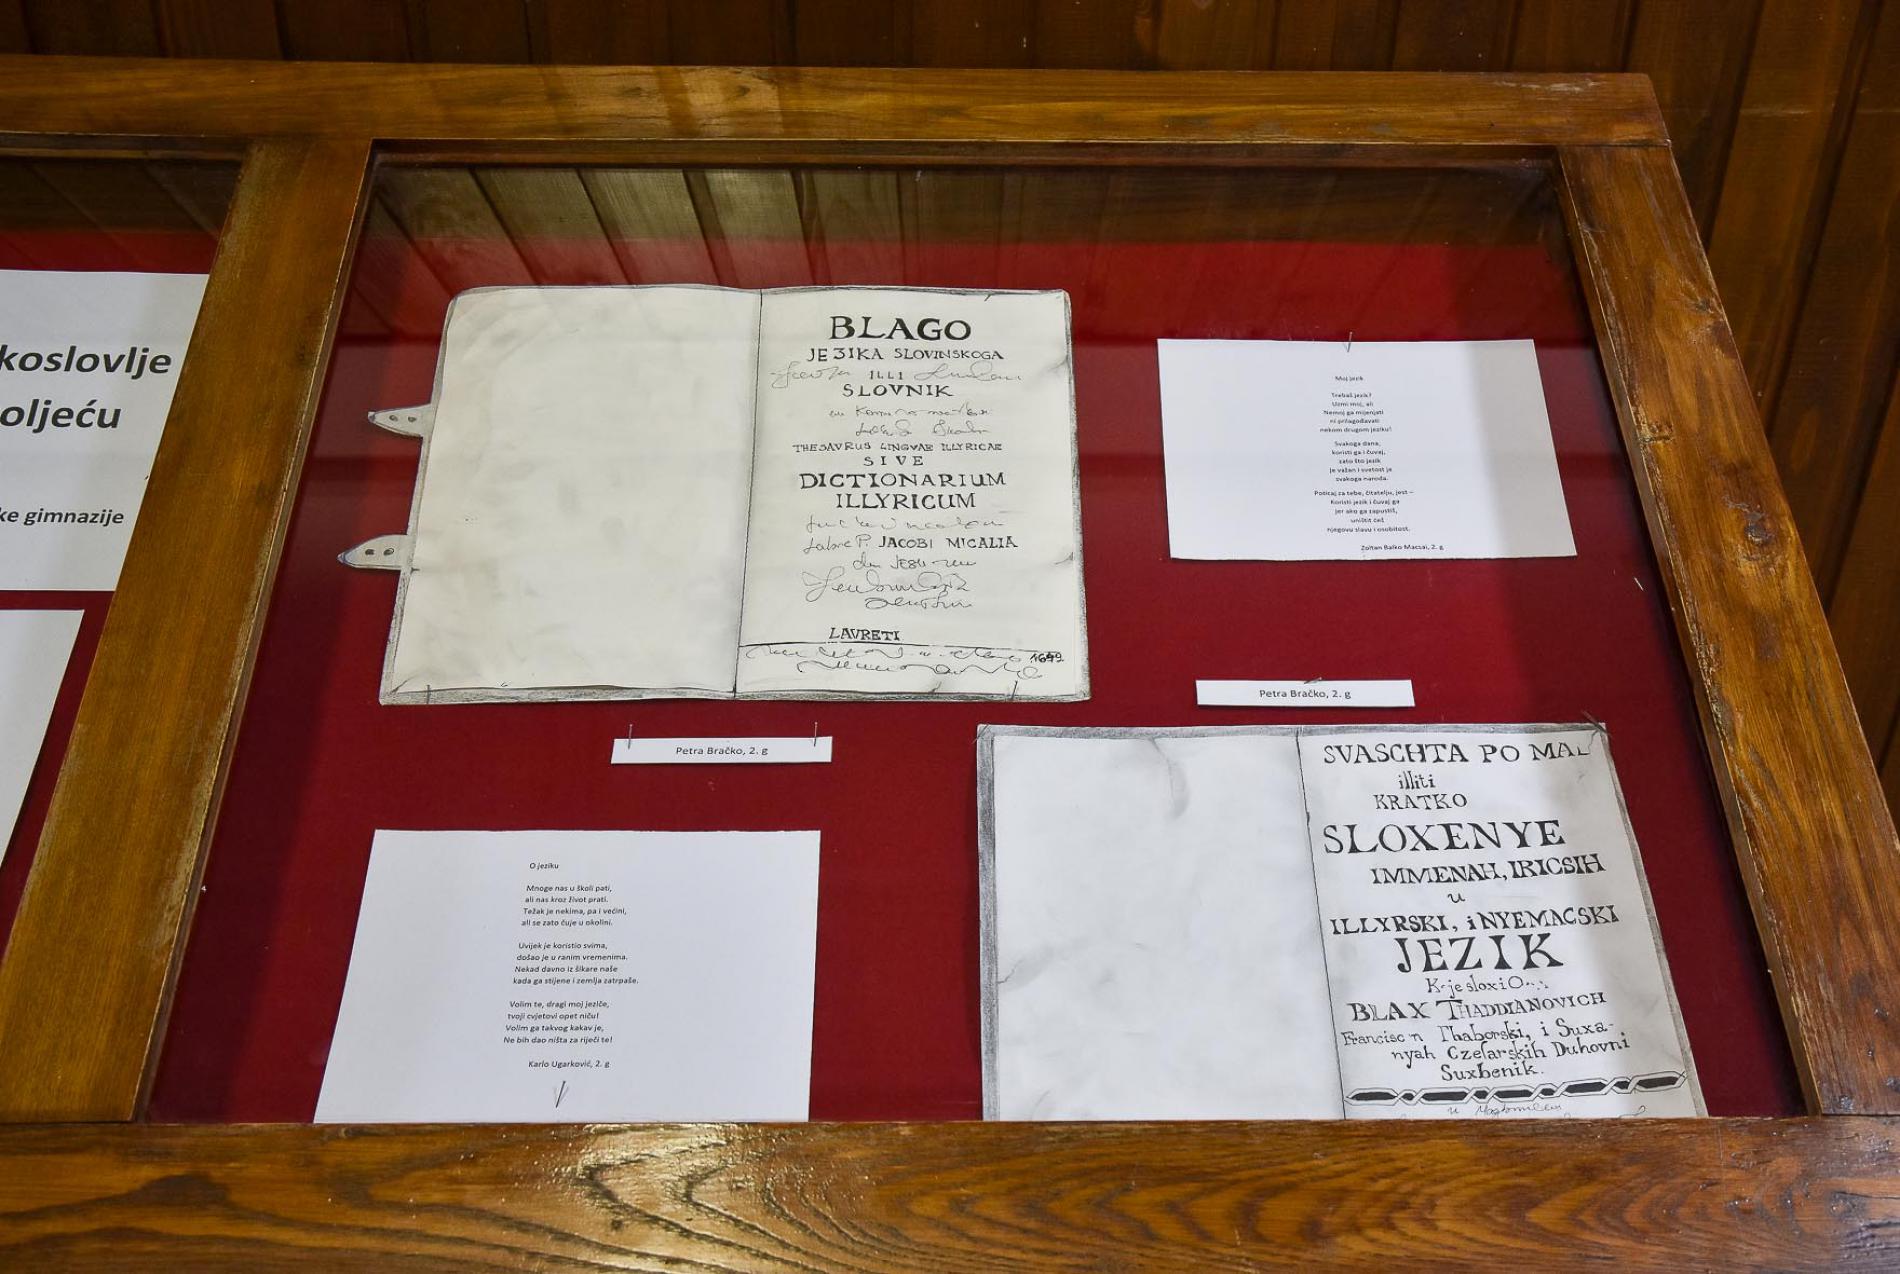 koslovlje
oljeću
ke gimnazije
BLAGO
JEZIKA SLOVINSKOGA
ILLI
SLOVNIK
THESAVRUS LINGVAE ILLYRICAE
SIVE
DICTIONARIUM
ILLYRICUM
P. JACOBI MICALIA
LAVRETI
Petra Bračko, 2. g
Moj jezik
Trebaš jezik?
Uzmi moj, ali
Nemoj ga mijenjati
ni prilagođavati
nekom drugom jeziku!
Svakoga dana,
koristi ga i čuvaj,
zato što jezik
je važan i svetost je
svakoga naroda.
Poticaj za tebe, čitatelju, jest –
Koristi jezik i čuvaj ga
jer ako ga zapustiš,
uništit ćeš
njegovu slavu i osobitost.
Zoltan Balko Macsai, 2. g
Petra Bračko, 2. g
O jeziku
Mnoge nas u školi pati,
ali nas kroz život prati.
Težak je nekima, pa i većini,
ali se zato čuje u okolini.
Uvijek je koristio svima,
došao je u ranim vremenima.
Nekad davno iz šikare naše
kada ga stijene i zemlja zatrpaše.
Volim te, dragi moj jeziče,
tvoji cvjetovi opet niču!
Volim ga takvog kakav je,
Ne bih dao ništa za riječi te!
Karlo Ugarković, 2. g
SVASCHTA PO MAL
illiti
KRATKO
SLOXENYE
IMMENAH, IRICSIH
u
ILLYRSKI, i NYEMACSKI
JEZIK
BLAX THADDIANOVICH
Thaborski, i Suxa-
nyah Czesarskih Duhovni
Suxbenik.
u